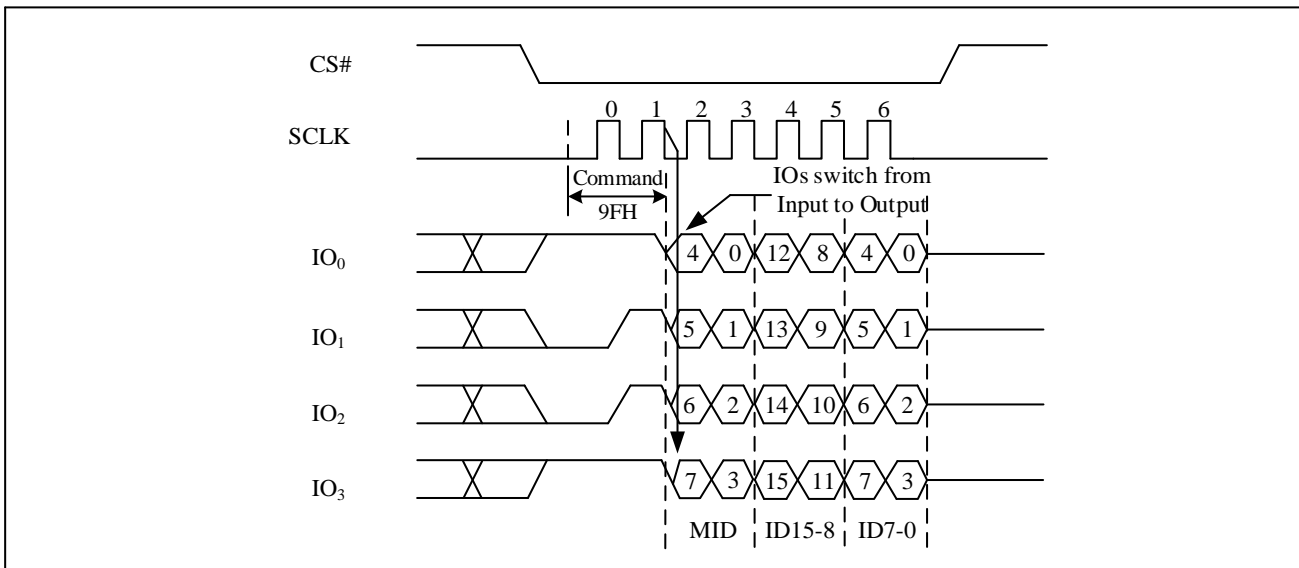 CS#
0 1 2 3 4 5 6
SCLK
Command
9FH
IOs switch from
Input to Output
IO0 4 0 12 8 4 0
IO1 5 1 13 9 5 1
IO2 6 2 14 10 6 2
IO3 7 3 15 11 7 3
MID ID15-8 ID7-0